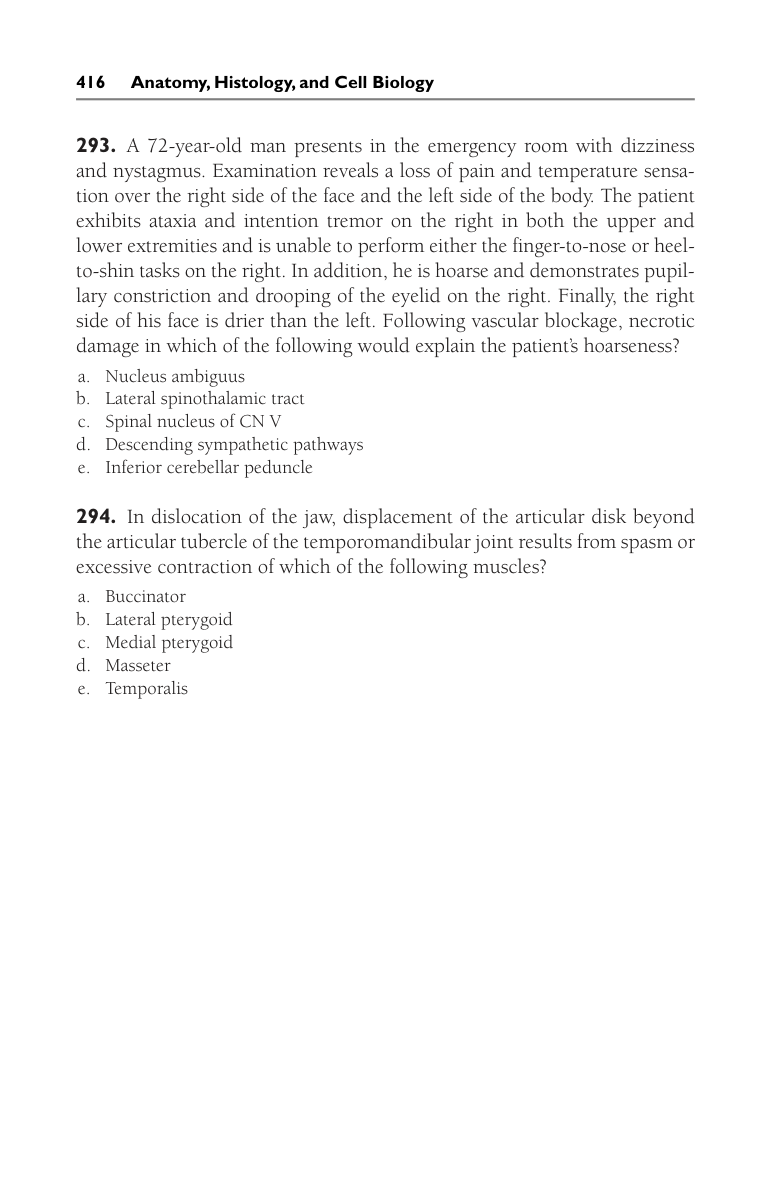 416 Anatomy, Histology, and Cell Biology
293. A 72-year-old man presents in the emergency room with dizziness
and nystagmus. Examination reveals a loss of pain and temperature sensa-
tion over the right side of the face and the left side of the body. The patient
exhibits ataxia and intention tremor on the right in both the upper and
lower extremities and is unable to perform either the finger-to-nose or heel-
to-shin tasks on the right. In addition, he is hoarse and demonstrates pupil-
lary constriction and drooping of the eyelid on the right. Finally, the right
side of his face is drier than the left. Following vascular blockage, necrotic
damage in which of the following would explain the patient’s hoarseness?
a. Nucleus ambiguus
b. Lateral spinothalamic tract
c. Spinal nucleus of CN V
d. Descending sympathetic pathways
e. Inferior cerebellar peduncle
294. In dislocation of the jaw, displacement of the articular disk beyond
the articular tubercle of the temporomandibular joint results from spasm or
excessive contraction of which of the following muscles?
a. Buccinator
b. Lateral pterygoid
c. Medial pterygoid
d. Masseter
e. Temporalis